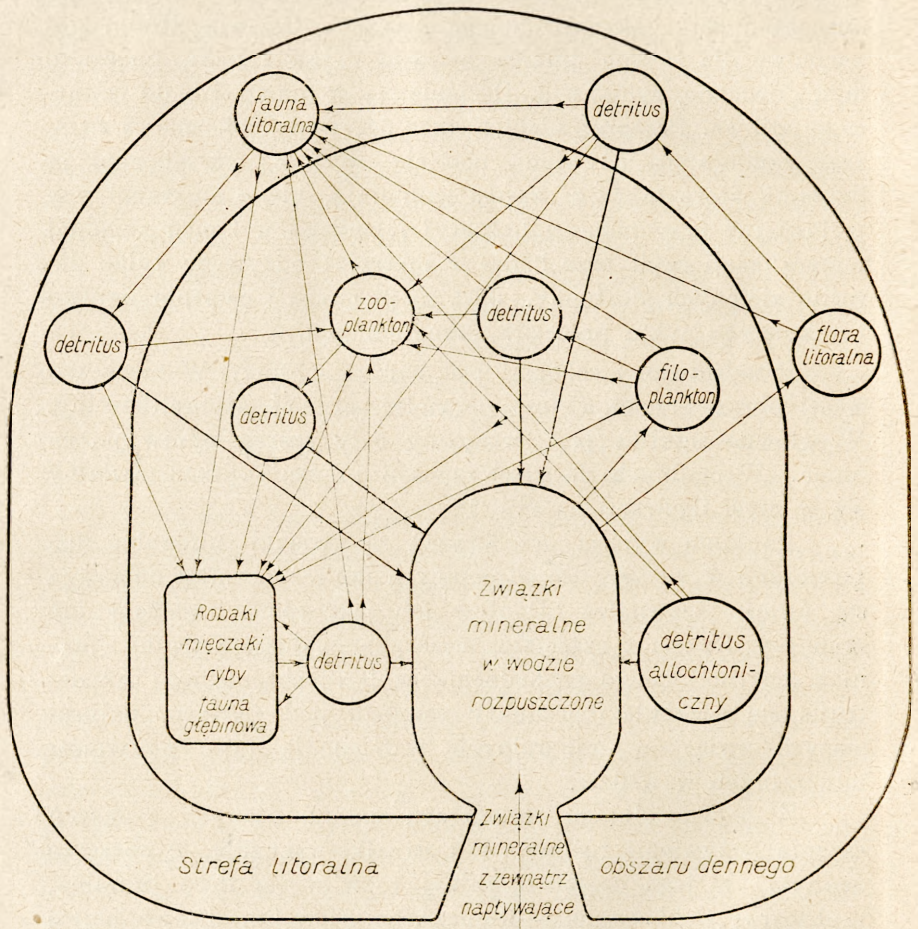 fauna
litoralna
detritus
zoo-
plankton
detritus
detritus
filo-
plankton
flora
litoralna
detritus
Związki
mineralne
w wodzie
rozpuszczone
Robaki
mięczaki
ryby
fauna
głębinowa
detritus
detritus
allochtoni-
czny
Związki
mineralne
z zewnątrz
napływające
Strefa litoralna
obszaru dennego